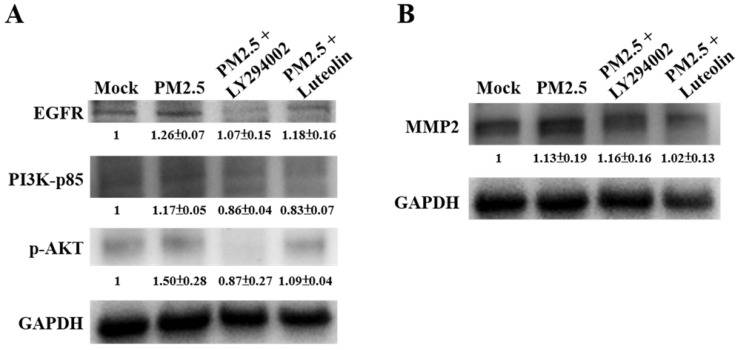 A
Mock PM2.5 PM2.5 + LY294002 PM2.5 + Luteolin
EGFR
1 1.26±0.07 1.07±0.15 1.18±0.16
PI3K-p85
1 1.17±0.05 0.86±0.04 0.83±0.07
p-AKT
1 1.50±0.28 0.87±0.27 1.09±0.04
GAPDH
B
Mock PM2.5 PM2.5 + LY294002 PM2.5 + Luteolin
MMP2
1 1.13±0.19 1.16±0.16 1.02±0.13
GAPDH